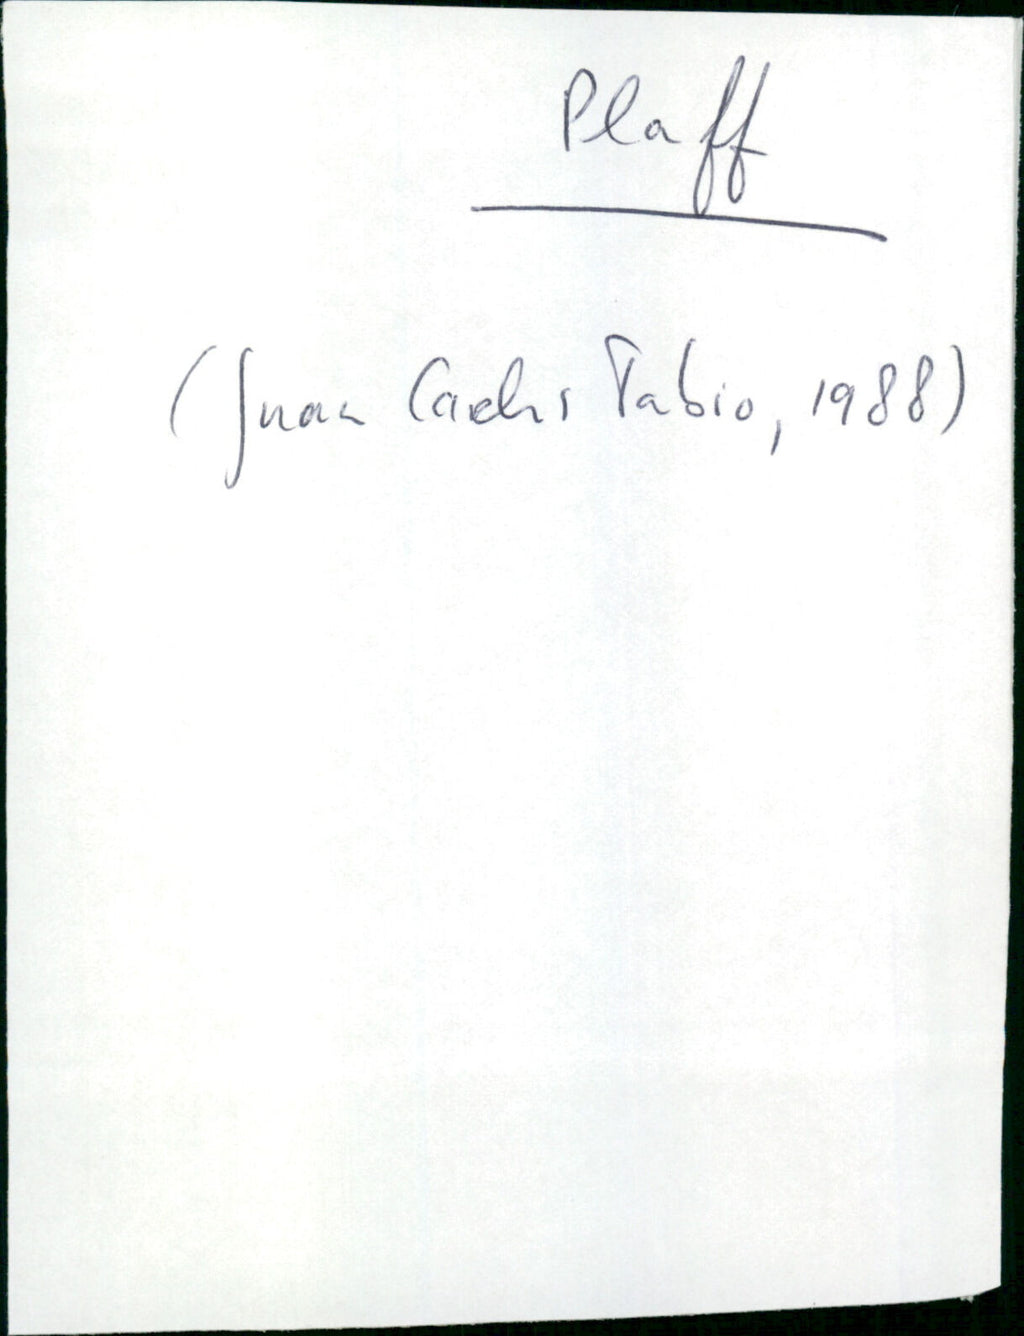 Plaff
(Juan Carlos Tabio, 1988)